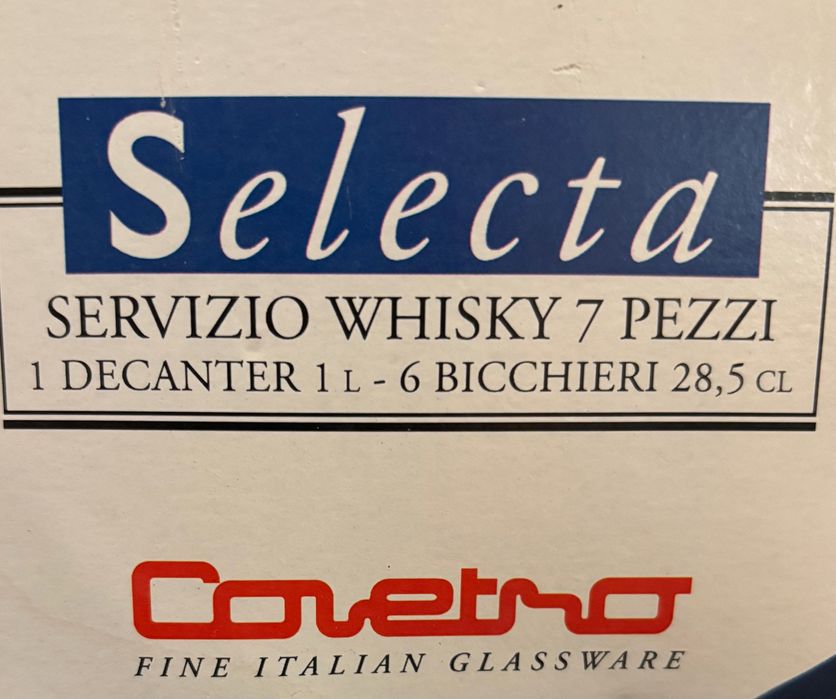 Selecta
SERVIZIO WHISKY 7 PEZZI
1 DECANTER 1 L - 6 BICCHIERI 28,5 CL
Covetro
FINE ITALIAN GLASSWARE